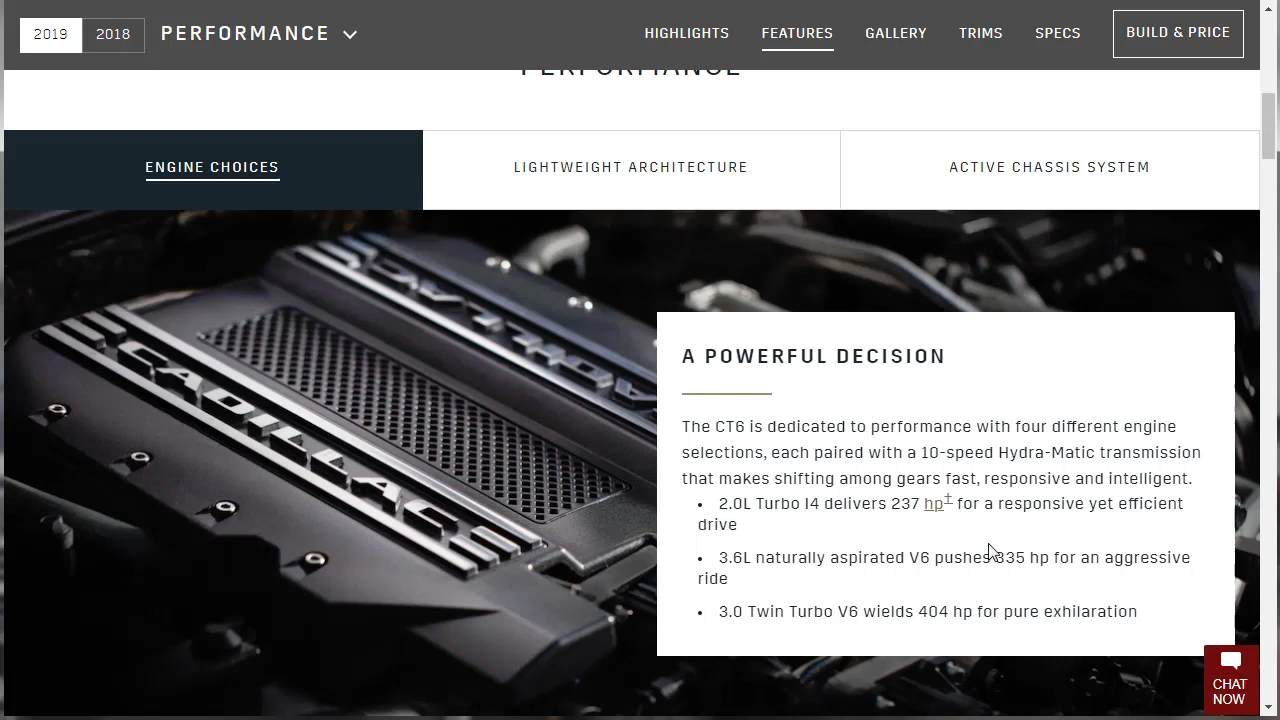 2019 2018 PERFORMANCE HIGHLIGHTS FEATURES GALLERY TRIMS SPECS BUILD & PRICE
PERFORMANCE
ENGINE CHOICES LIGHTWEIGHT ARCHITECTURE ACTIVE CHASSIS SYSTEM
CADILLAC
CADILLAC
A POWERFUL DECISION
The CT6 is dedicated to performance with four different engine
selections, each paired with a 10-speed Hydra-Matic transmission
that makes shifting among gears fast, responsive and intelligent.
• 2.0L Turbo I4 delivers 237 hp‡ for a responsive yet efficient
drive
• 3.6L naturally aspirated V6 pushes 335 hp for an aggressive
ride
• 3.0 Twin Turbo V6 wields 404 hp for pure exhilaration
CHAT
NOW